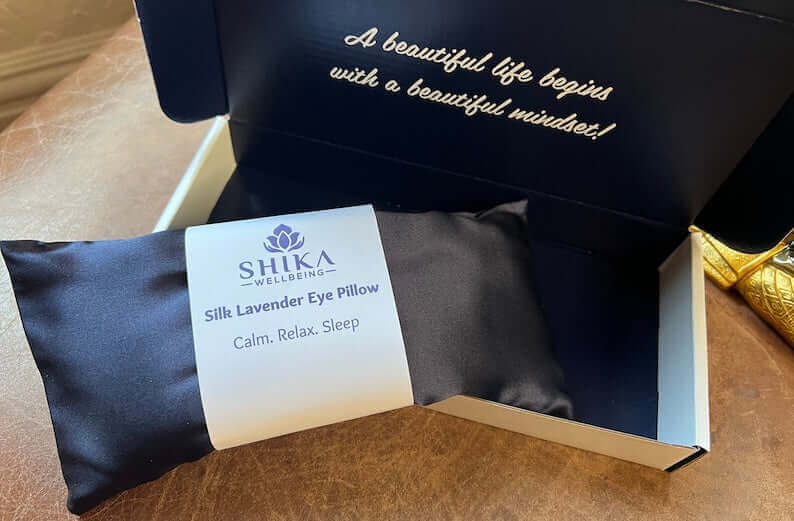 A beautiful life begins
with a beautiful mindset!
SHIKA
WELLBEING
Silk Lavender Eye Pillow
Calm. Relax. Sleep